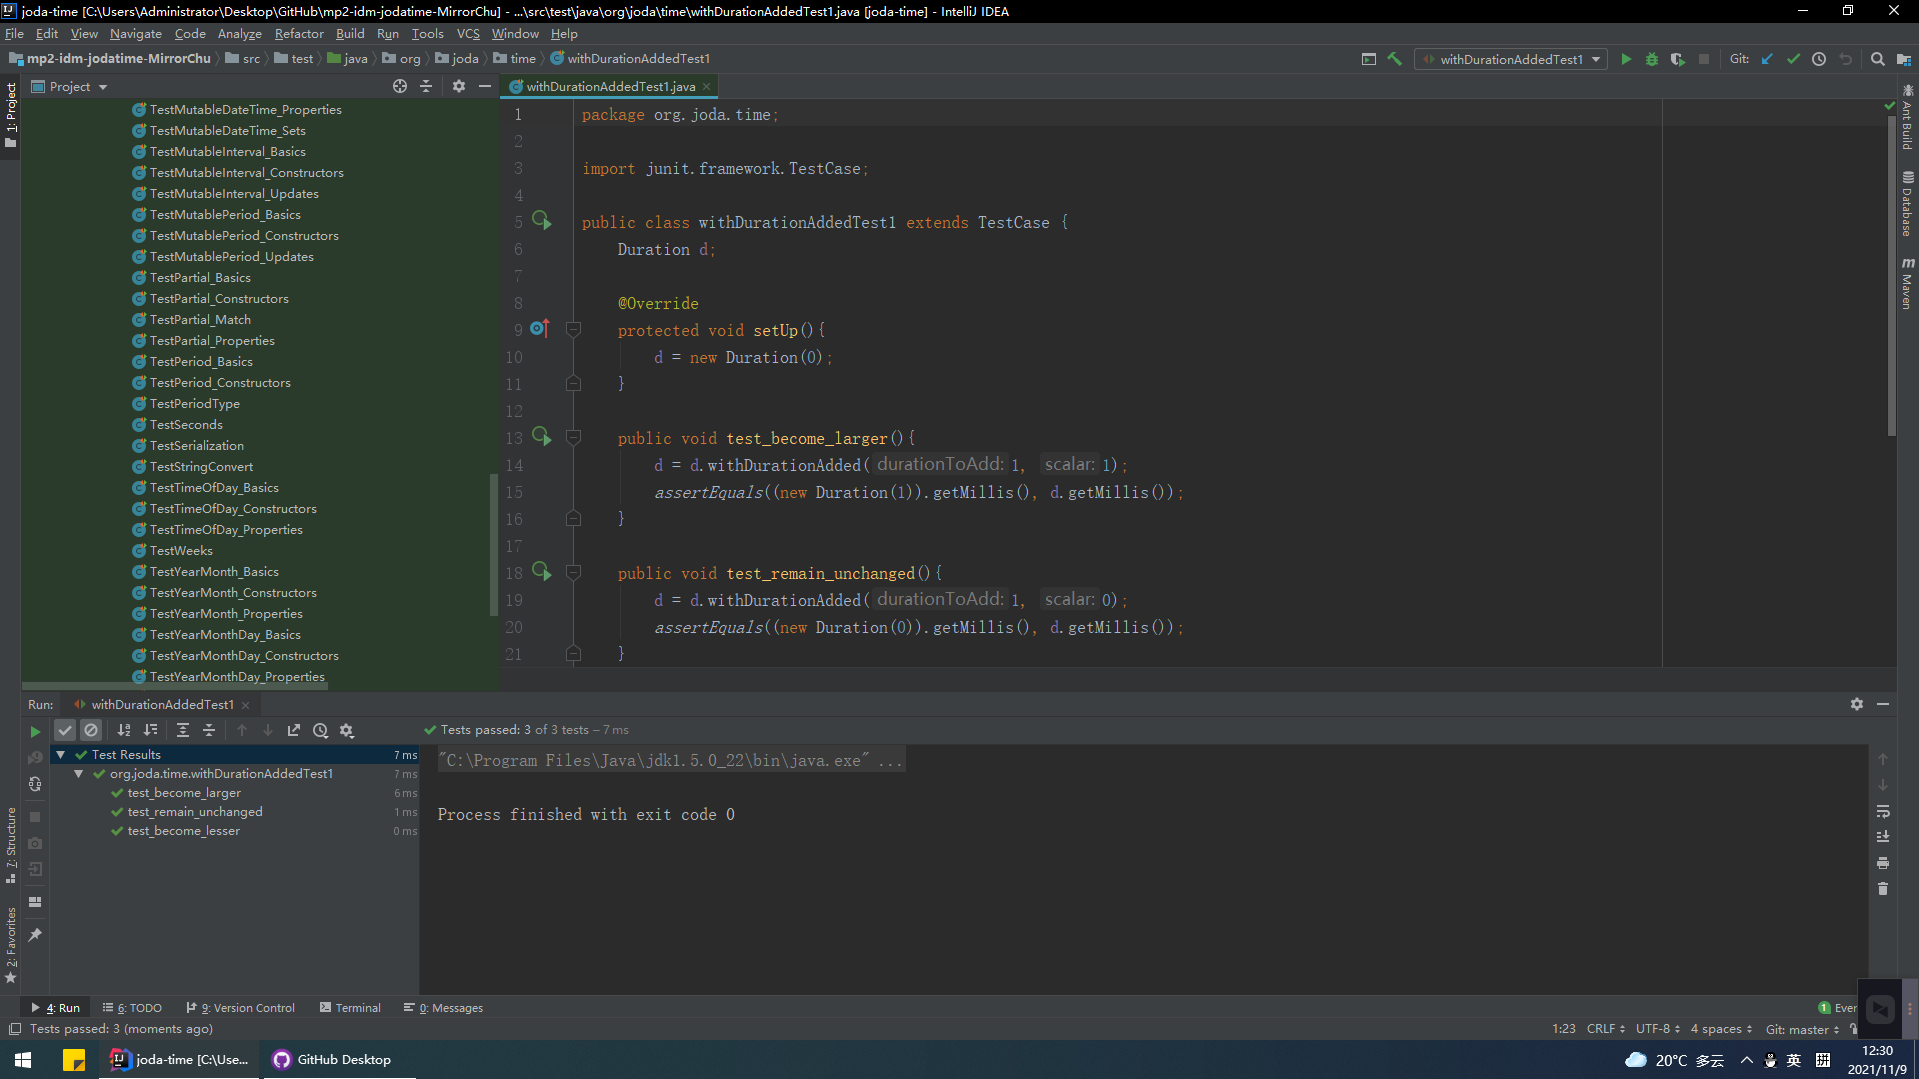 joda-time [C:\Users\Administrator\Desktop\GitHub\mp2-idm-jodatime-MirrorChu] - ...\src\test\java\org\joda\time\withDurationAddedTest1.java [joda-time] - IntelliJ IDEA
File Edit View Navigate Code Analyze Refactor Build Run Tools VCS Window Help
mp2-idm-jodatime-MirrorChu src test java org joda time withDurationAddedTest1
withDurationAddedTest1 Git:
Project
withDurationAddedTest1.java
1: Project
7: Structure
2: Favorites
TestMutableDateTime_Properties
TestMutableDateTime_Sets
TestMutableInterval_Basics
TestMutableInterval_Constructors
TestMutableInterval_Updates
TestMutablePeriod_Basics
TestMutablePeriod_Constructors
TestMutablePeriod_Updates
TestPartial_Basics
TestPartial_Constructors
TestPartial_Match
TestPartial_Properties
TestPeriod_Basics
TestPeriod_Constructors
TestPeriodType
TestSeconds
TestSerialization
TestStringConvert
TestTimeOfDay_Basics
TestTimeOfDay_Constructors
TestTimeOfDay_Properties
TestWeeks
TestYearMonth_Basics
TestYearMonth_Constructors
TestYearMonth_Properties
TestYearMonthDay_Basics
TestYearMonthDay_Constructors
TestYearMonthDay_Properties
1 package org.joda.time;
2
3 import junit.framework.TestCase;
4
5 public class withDurationAddedTest1 extends TestCase {
6 Duration d;
7
8 @Override
9 protected void setUp(){
10 d = new Duration(0);
11 }
12
13 public void test_become_larger(){
14 d = d.withDurationAdded( durationToAdd: 1, scalar: 1);
15 assertEquals((new Duration(1)).getMillis(), d.getMillis());
16 }
17
18 public void test_remain_unchanged(){
19 d = d.withDurationAdded( durationToAdd: 1, scalar: 0);
20 assertEquals((new Duration(0)).getMillis(), d.getMillis());
21 }
Ant Build
Database
m Maven
Run: withDurationAddedTest1
Tests passed: 3 of 3 tests – 7 ms
Test Results 7 ms
org.joda.time.withDurationAddedTest1 7 ms
test_become_larger 6 ms
test_remain_unchanged 1 ms
test_become_lesser 0 ms
"C:\Program Files\Java\jdk1.5.0_22\bin\java.exe" ...
Process finished with exit code 0
4: Run 6: TODO 9: Version Control Terminal 0: Messages
1 Ever
Tests passed: 3 (moments ago)
1:23 CRLF UTF-8 4 spaces Git: master
joda-time [C:\Use... GitHub Desktop
20°C 多云 英 拼
12:30
2021/11/9